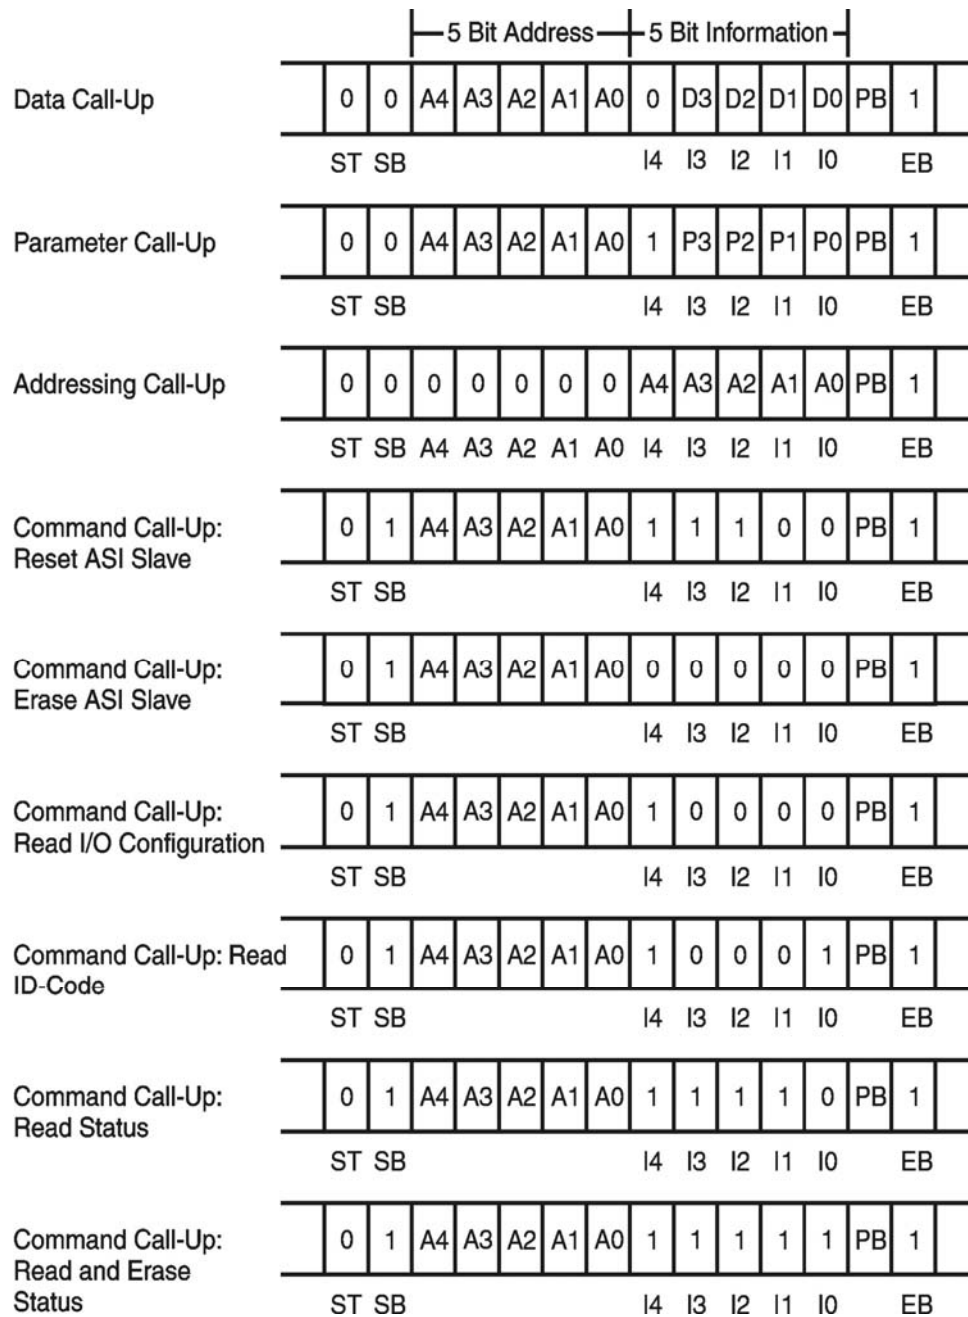 5 Bit Address 5 Bit Information
Data Call-Up 0 0 A4 A3 A2 A1 A0 0 D3 D2 D1 D0 PB 1
ST SB I4 I3 I2 I1 I0 EB
Parameter Call-Up 0 0 A4 A3 A2 A1 A0 1 P3 P2 P1 P0 PB 1
ST SB I4 I3 I2 I1 I0 EB
Addressing Call-Up 0 0 0 0 0 0 0 A4 A3 A2 A1 A0 PB 1
ST SB A4 A3 A2 A1 A0 I4 I3 I2 I1 I0 EB
Command Call-Up: 0 1 A4 A3 A2 A1 A0 1 1 1 0 0 PB 1
Reset ASI Slave
ST SB I4 I3 I2 I1 I0 EB
Command Call-Up: 0 1 A4 A3 A2 A1 A0 0 0 0 0 0 PB 1
Erase ASI Slave
ST SB I4 I3 I2 I1 I0 EB
Command Call-Up: 0 1 A4 A3 A2 A1 A0 1 0 0 0 0 PB 1
Read I/O Configuration
ST SB I4 I3 I2 I1 I0 EB
Command Call-Up: Read 0 1 A4 A3 A2 A1 A0 1 0 0 0 1 PB 1
ID-Code
ST SB I4 I3 I2 I1 I0 EB
Command Call-Up: 0 1 A4 A3 A2 A1 A0 1 1 1 1 0 PB 1
Read Status
ST SB I4 I3 I2 I1 I0 EB
Command Call-Up: 0 1 A4 A3 A2 A1 A0 1 1 1 1 1 PB 1
Read and Erase
Status ST SB I4 I3 I2 I1 I0 EB